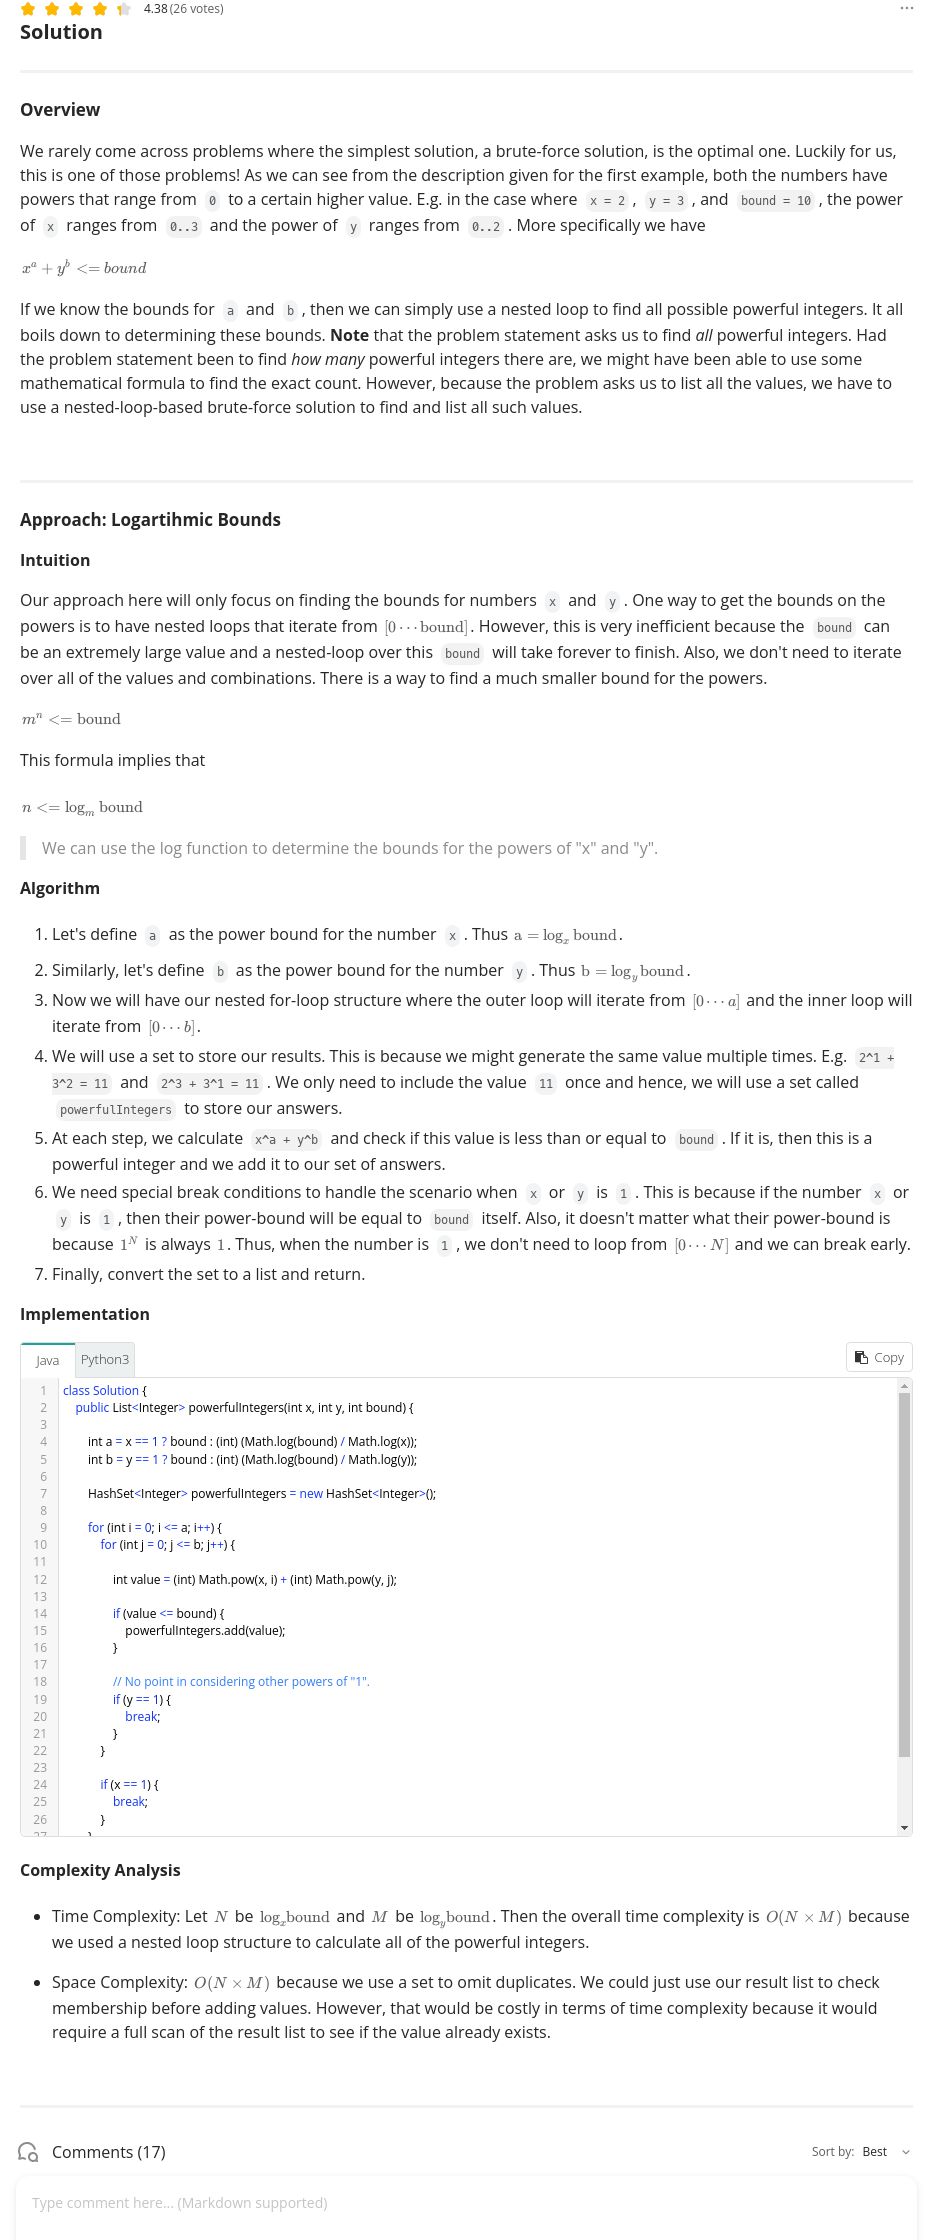 4.38 (26 votes)
Solution
Overview
We rarely come across problems where the simplest solution, a brute-force solution, is the optimal one. Luckily for us,
this is one of those problems! As we can see from the description given for the first example, both the numbers have
powers that range from 0 to a certain higher value. E.g. in the case where x = 2 , y = 3 , and bound = 10 , the power
of x ranges from 0..3 and the power of y ranges from 0..2 . More specifically we have
x^a + y^b <= bound
If we know the bounds for a and b , then we can simply use a nested loop to find all possible powerful integers. It all
boils down to determining these bounds. Note that the problem statement asks us to find all powerful integers. Had
the problem statement been to find how many powerful integers there are, we might have been able to use some
mathematical formula to find the exact count. However, because the problem asks us to list all the values, we have to
use a nested-loop-based brute-force solution to find and list all such values.
Approach: Logartihmic Bounds
Intuition
Our approach here will only focus on finding the bounds for numbers x and y . One way to get the bounds on the
powers is to have nested loops that iterate from [0 ⋯ bound]. However, this is very inefficient because the bound can
be an extremely large value and a nested-loop over this bound will take forever to finish. Also, we don't need to iterate
over all of the values and combinations. There is a way to find a much smaller bound for the powers.
m^n <= bound
This formula implies that
n <= log_m bound
We can use the log function to determine the bounds for the powers of "x" and "y".
Algorithm
1. Let's define a as the power bound for the number x . Thus a = log_x bound.
2. Similarly, let's define b as the power bound for the number y . Thus b = log_y bound.
3. Now we will have our nested for-loop structure where the outer loop will iterate from [0 ⋯ a] and the inner loop will
iterate from [0 ⋯ b].
4. We will use a set to store our results. This is because we might generate the same value multiple times. E.g. 2^1 +
3^2 = 11 and 2^3 + 3^1 = 11 . We only need to include the value 11 once and hence, we will use a set called
powerfulIntegers to store our answers.
5. At each step, we calculate x^a + y^b and check if this value is less than or equal to bound . If it is, then this is a
powerful integer and we add it to our set of answers.
6. We need special break conditions to handle the scenario when x or y is 1 . This is because if the number x or
y is 1 , then their power-bound will be equal to bound itself. Also, it doesn't matter what their power-bound is
because 1^N is always 1. Thus, when the number is 1 , we don't need to loop from [0 ⋯ N] and we can break early.
7. Finally, convert the set to a list and return.
Implementation
Java Python3 Copy
1 class Solution {
2 public List<Integer> powerfulIntegers(int x, int y, int bound) {
3
4 int a = x == 1 ? bound : (int) (Math.log(bound) / Math.log(x));
5 int b = y == 1 ? bound : (int) (Math.log(bound) / Math.log(y));
6
7 HashSet<Integer> powerfulIntegers = new HashSet<Integer>();
8
9 for (int i = 0; i <= a; i++) {
10 for (int j = 0; j <= b; j++) {
11
12 int value = (int) Math.pow(x, i) + (int) Math.pow(y, j);
13
14 if (value <= bound) {
15 powerfulIntegers.add(value);
16 }
17
18 // No point in considering other powers of "1".
19 if (y == 1) {
20 break;
21 }
22 }
23
24 if (x == 1) {
25 break;
26 }
27 }
Complexity Analysis
• Time Complexity: Let N be log_x bound and M be log_y bound. Then the overall time complexity is O(N × M) because
we used a nested loop structure to calculate all of the powerful integers.
• Space Complexity: O(N × M) because we use a set to omit duplicates. We could just use our result list to check
membership before adding values. However, that would be costly in terms of time complexity because it would
require a full scan of the result list to see if the value already exists.
Comments (17) Sort by: Best
Type comment here... (Markdown supported)